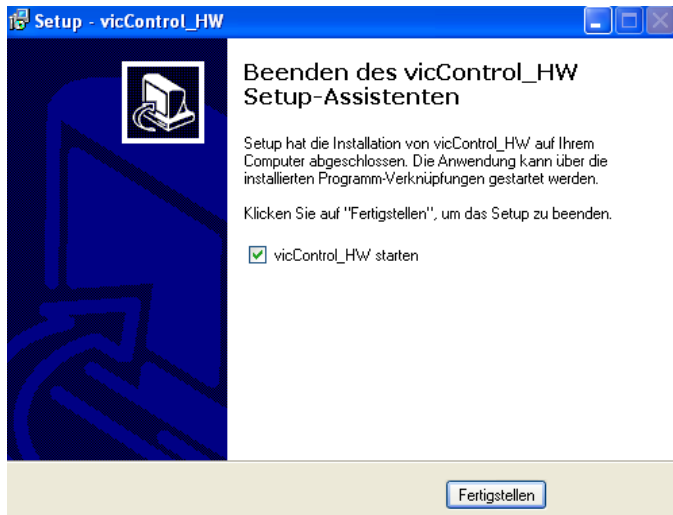 Setup - vicControl_HW
Beenden des vicControl_HW
Setup-Assistenten
Setup hat die Installation von vicControl_HW auf Ihrem
Computer abgeschlossen. Die Anwendung kann über die
installierten Programm-Verknüpfungen gestartet werden.
Klicken Sie auf "Fertigstellen", um das Setup zu beenden.
vicControl_HW starten
Fertigstellen